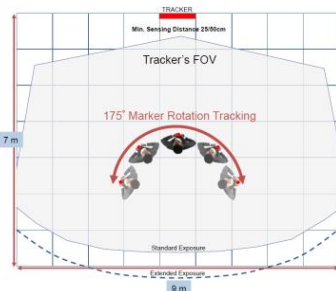 TRACKER
Min. Sensing Distance 25/50cm
Tracker's FOV
175° Marker Rotation Tracking
7 m
Standard Exposure
Extended Exposure
9 m